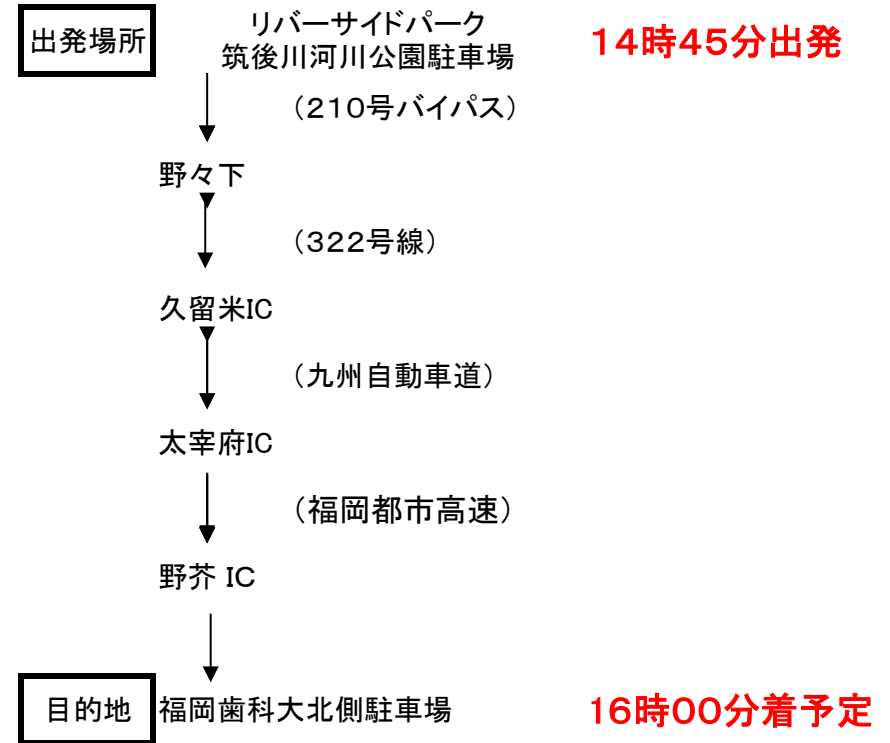 出発場所
リバーサイドパーク
筑後川河川公園駐車場
14時45分出発
（210号バイパス）
野々下
（322号線）
久留米IC
（九州自動車道）
太宰府IC
（福岡都市高速）
野芥 IC
目的地
福岡歯科大北側駐車場
16時00分着予定